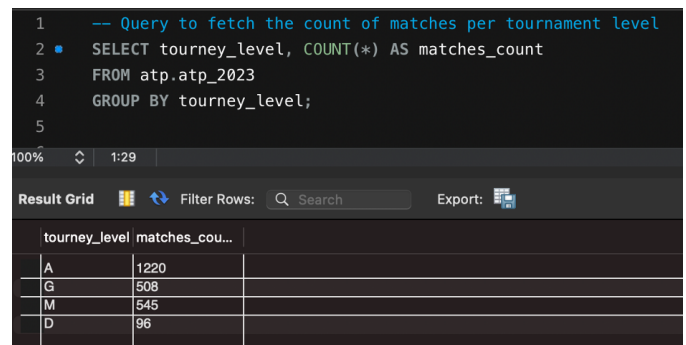 1 -- Query to fetch the count of matches per tournament level
2 SELECT tourney_level, COUNT(*) AS matches_count
3 FROM atp.atp_2023
4 GROUP BY tourney_level;
5
100% 1:29
Result Grid Filter Rows: Search Export:
tourney_level matches_cou...
A 1220
G 508
M 545
D 96